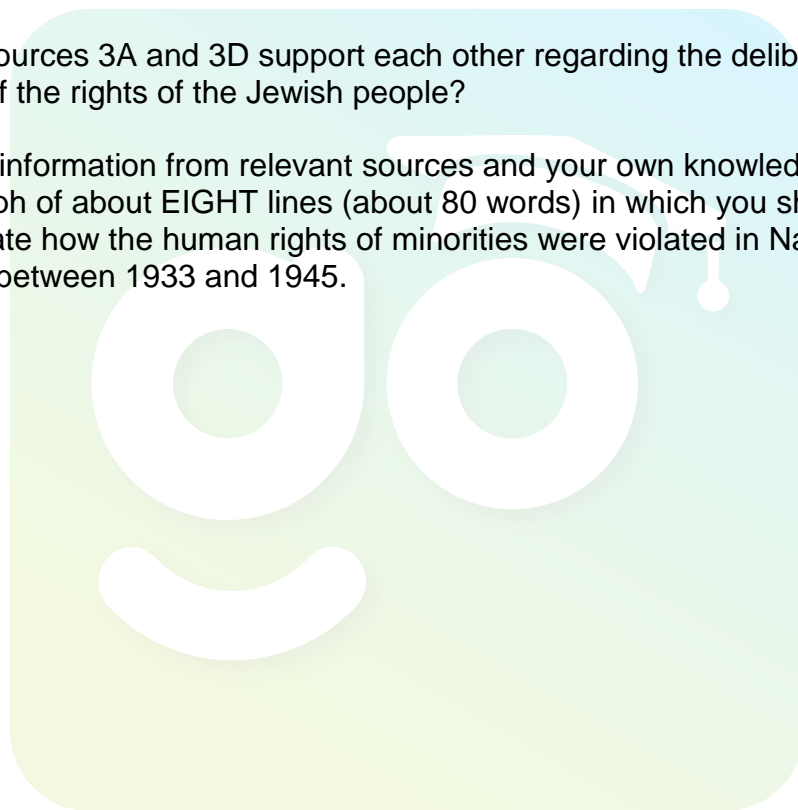 ources 3A and 3D support each other regarding the delib
f the rights of the Jewish people?
information from relevant sources and your own knowled
ph of about EIGHT lines (about 80 words) in which you sh
ate how the human rights of minorities were violated in Na
between 1933 and 1945.
go